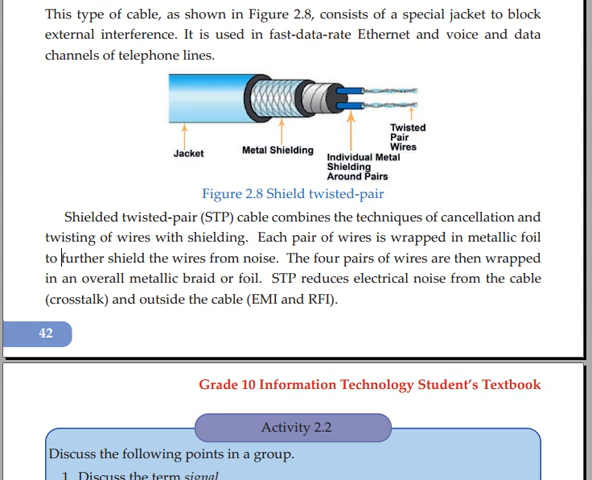 This type of cable, as shown in Figure 2.8, consists of a special jacket to block
external interference. It is used in fast-data-rate Ethernet and voice and data
channels of telephone lines.
Jacket
Metal Shielding
Individual Metal
Shielding
Around Pairs
Twisted
Pair
Wires
Figure 2.8 Shield twisted-pair
Shielded twisted-pair (STP) cable combines the techniques of cancellation and
twisting of wires with shielding. Each pair of wires is wrapped in metallic foil
to further shield the wires from noise. The four pairs of wires are then wrapped
in an overall metallic braid or foil. STP reduces electrical noise from the cable
(crosstalk) and outside the cable (EMI and RFI).
42
Grade 10 Information Technology Student's Textbook
Activity 2.2
Discuss the following points in a group.
1. Discuss the term signal